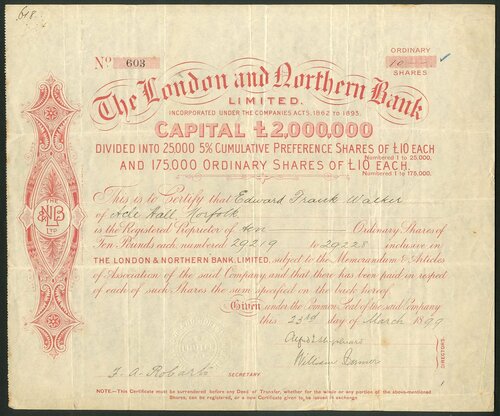 618
No 603
ORDINARY
10
SHARES
The London and Northern Bank
LIMITED.
INCORPORATED UNDER THE COMPANIES ACTS, 1862 TO 1893.
CAPITAL £2,000,000
DIVIDED INTO 25,000 5% CUMULATIVE PREFERENCE SHARES OF £10 EACH
Numbered 1 to 25,000,
AND 175,000 ORDINARY SHARES OF £10 EACH.
Numbered 1 to 175,000.
This is to Certify that Edward Frank Walker
of Acle Hall, Norfolk
is the Registered Proprietor of ten Ordinary Shares of
Ten Pounds each, numbered 29219 to 29228 inclusive in
THE LONDON & NORTHERN BANK, LIMITED, subject to the Memorandum & Articles
of Association of the said Company, and that there has been paid in respect
of each of such Shares the sum specified on the back hereof.
Given under the Common Seal of the said Company
this 23rd day of March 1899
THE
LNB
LTD
William
F. A. Roberts SECRETARY
DIRECTORS.
NOTE:—This Certificate must be surrendered before any Deed of Transfer, whether for the whole or any portion of the above-mentioned
Shares, can be registered, or a new Certificate given to be issued in exchange.